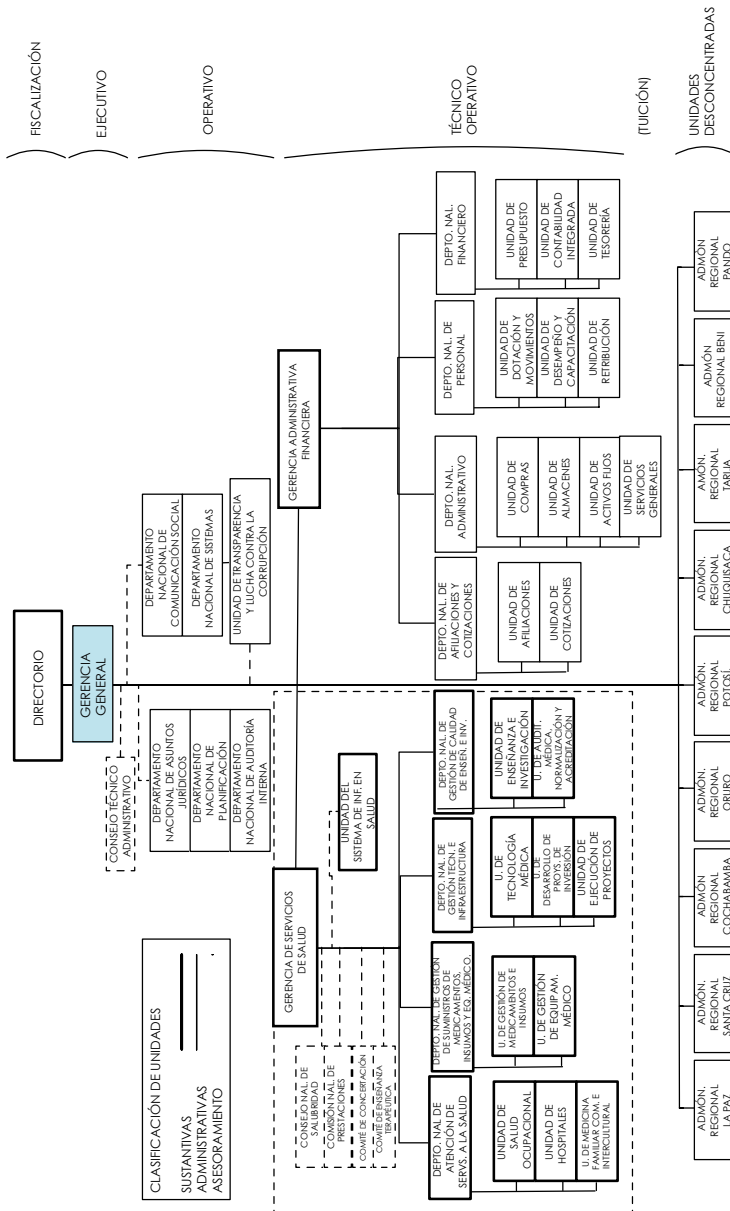 FISCALIZACIÓN
EJECUTIVO
OPERATIVO
TÉCNICO
OPERATIVO
(TUICIÓN)
UNIDADES
DESCONCENTRADAS
DIRECTORIO
GERENCIA
GENERAL
CONSEJO TÉCNICO
ADMINISTRATIVO
DEPARTAMENTO
NACIONAL DE ASUNTOS
JURÍDICOS
DEPARTAMENTO
NACIONAL DE
PLANIFICACIÓN
DEPARTAMENTO
NACIONAL DE AUDITORÍA
INTERNA
DEPARTAMENTO
NACIONAL DE
COMUNICACIÓN SOCIAL
DEPARTAMENTO
NACIONAL DE SISTEMAS
UNIDAD DE TRANSPARENCIA
Y LUCHA CONTRA LA
CORRUPCIÓN
CLASIFICACIÓN DE UNIDADES
SUSTANTIVAS
ADMINISTRATIVAS
ASESORAMIENTO
GERENCIA DE SERVICIOS
DE SALUD
GERENCIA ADMINISTRATIVA
FINANCIERA
CONSEJO NAL. DE
SALUBRIDAD
COMISIÓN NAL. DE
PRESTACIONES
COMITÉ DE CONCERTACIÓN
COMITÉ DE ENSEÑANZA
TERAPÉUTICA
UNIDAD DEL
SISTEMA DE INF. EN
SALUD
DEPTO. NAL DE
ATENCIÓN DE
SERVS. A LA SALUD
UNIDAD DE
SALUD
OCUPACIONAL
UNIDAD DE
HOSPITALES
U. DE MEDICINA
FAMILIAR COM. E
INTERCULTURAL
DEPTO. NAL. DE GESTIÓN
DE SUMINISTROS DE
MEDICAMENTOS,
INSUMOS Y EQ. MÉDICO.
U. DE GESTIÓN DE
MEDICAMENTOS E
INSUMOS
U. DE GESTIÓN
DE EQUIPAM.
MÉDICO
DEPTO. NAL. DE
GESTIÓN TECN. E
INFRAESTRUCTURA
U. DE
TECNOLOGÍA
MÉDICA
U. DE
DESARROLLO DE
PROYS. DE
INVERSIÓN
UNIDAD DE
EJECUCIÓN DE
PROYECTOS
DEPTO. NAL. DE
GESTIÓN DE CALIDAD
DE ENSEÑ. E INV.
UNIDAD DE
ENSEÑANZA E
INVESTIGACIÓN
U. DE AUDIT.
MÉDICA,
NORMALIZACIÓN Y
ACREDITACIÓN
DEPTO. NAL. DE
AFILIACIONES Y
COTIZACIONES
UNIDAD DE
AFILIACIONES
UNIDAD DE
COTIZACIONES
DEPTO. NAL.
ADMINISTRATIVO
UNIDAD DE
COMPRAS
UNIDAD DE
ALMACENES
UNIDAD DE
ACTIVOS FIJOS
UNIDAD DE
SERVICIOS
GENERALES
DEPTO. NAL. DE
PERSONAL
UNIDAD DE
DOTACIÓN Y
MOVIMIENTOS
UNIDAD DE
DESEMPEÑO Y
CAPACITACIÓN
UNIDAD DE
RETRIBUCIÓN
DEPTO. NAL.
FINANCIERO
UNIDAD DE
PRESUPUESTO
UNIDAD DE
CONTABILIDAD
INTEGRADA
UNIDAD DE
TESORERÍA
ADMÓN.
REGIONAL
LA PAZ
ADMÓN.
REGIONAL
SANTA CRUZ
ADMÓN
REGIONAL
COCHABAMBA
ADMÓN.
REGIONAL
ORURO
ADMÓN.
REGIONAL
POTOSÍ
ADMÓN.
REGIONAL
CHUQUISACA
AMÓN.
REGIONAL
TARIJA
ADMÓN
REGIONAL BENI
ADMÓN
REGIONAL
PANDO